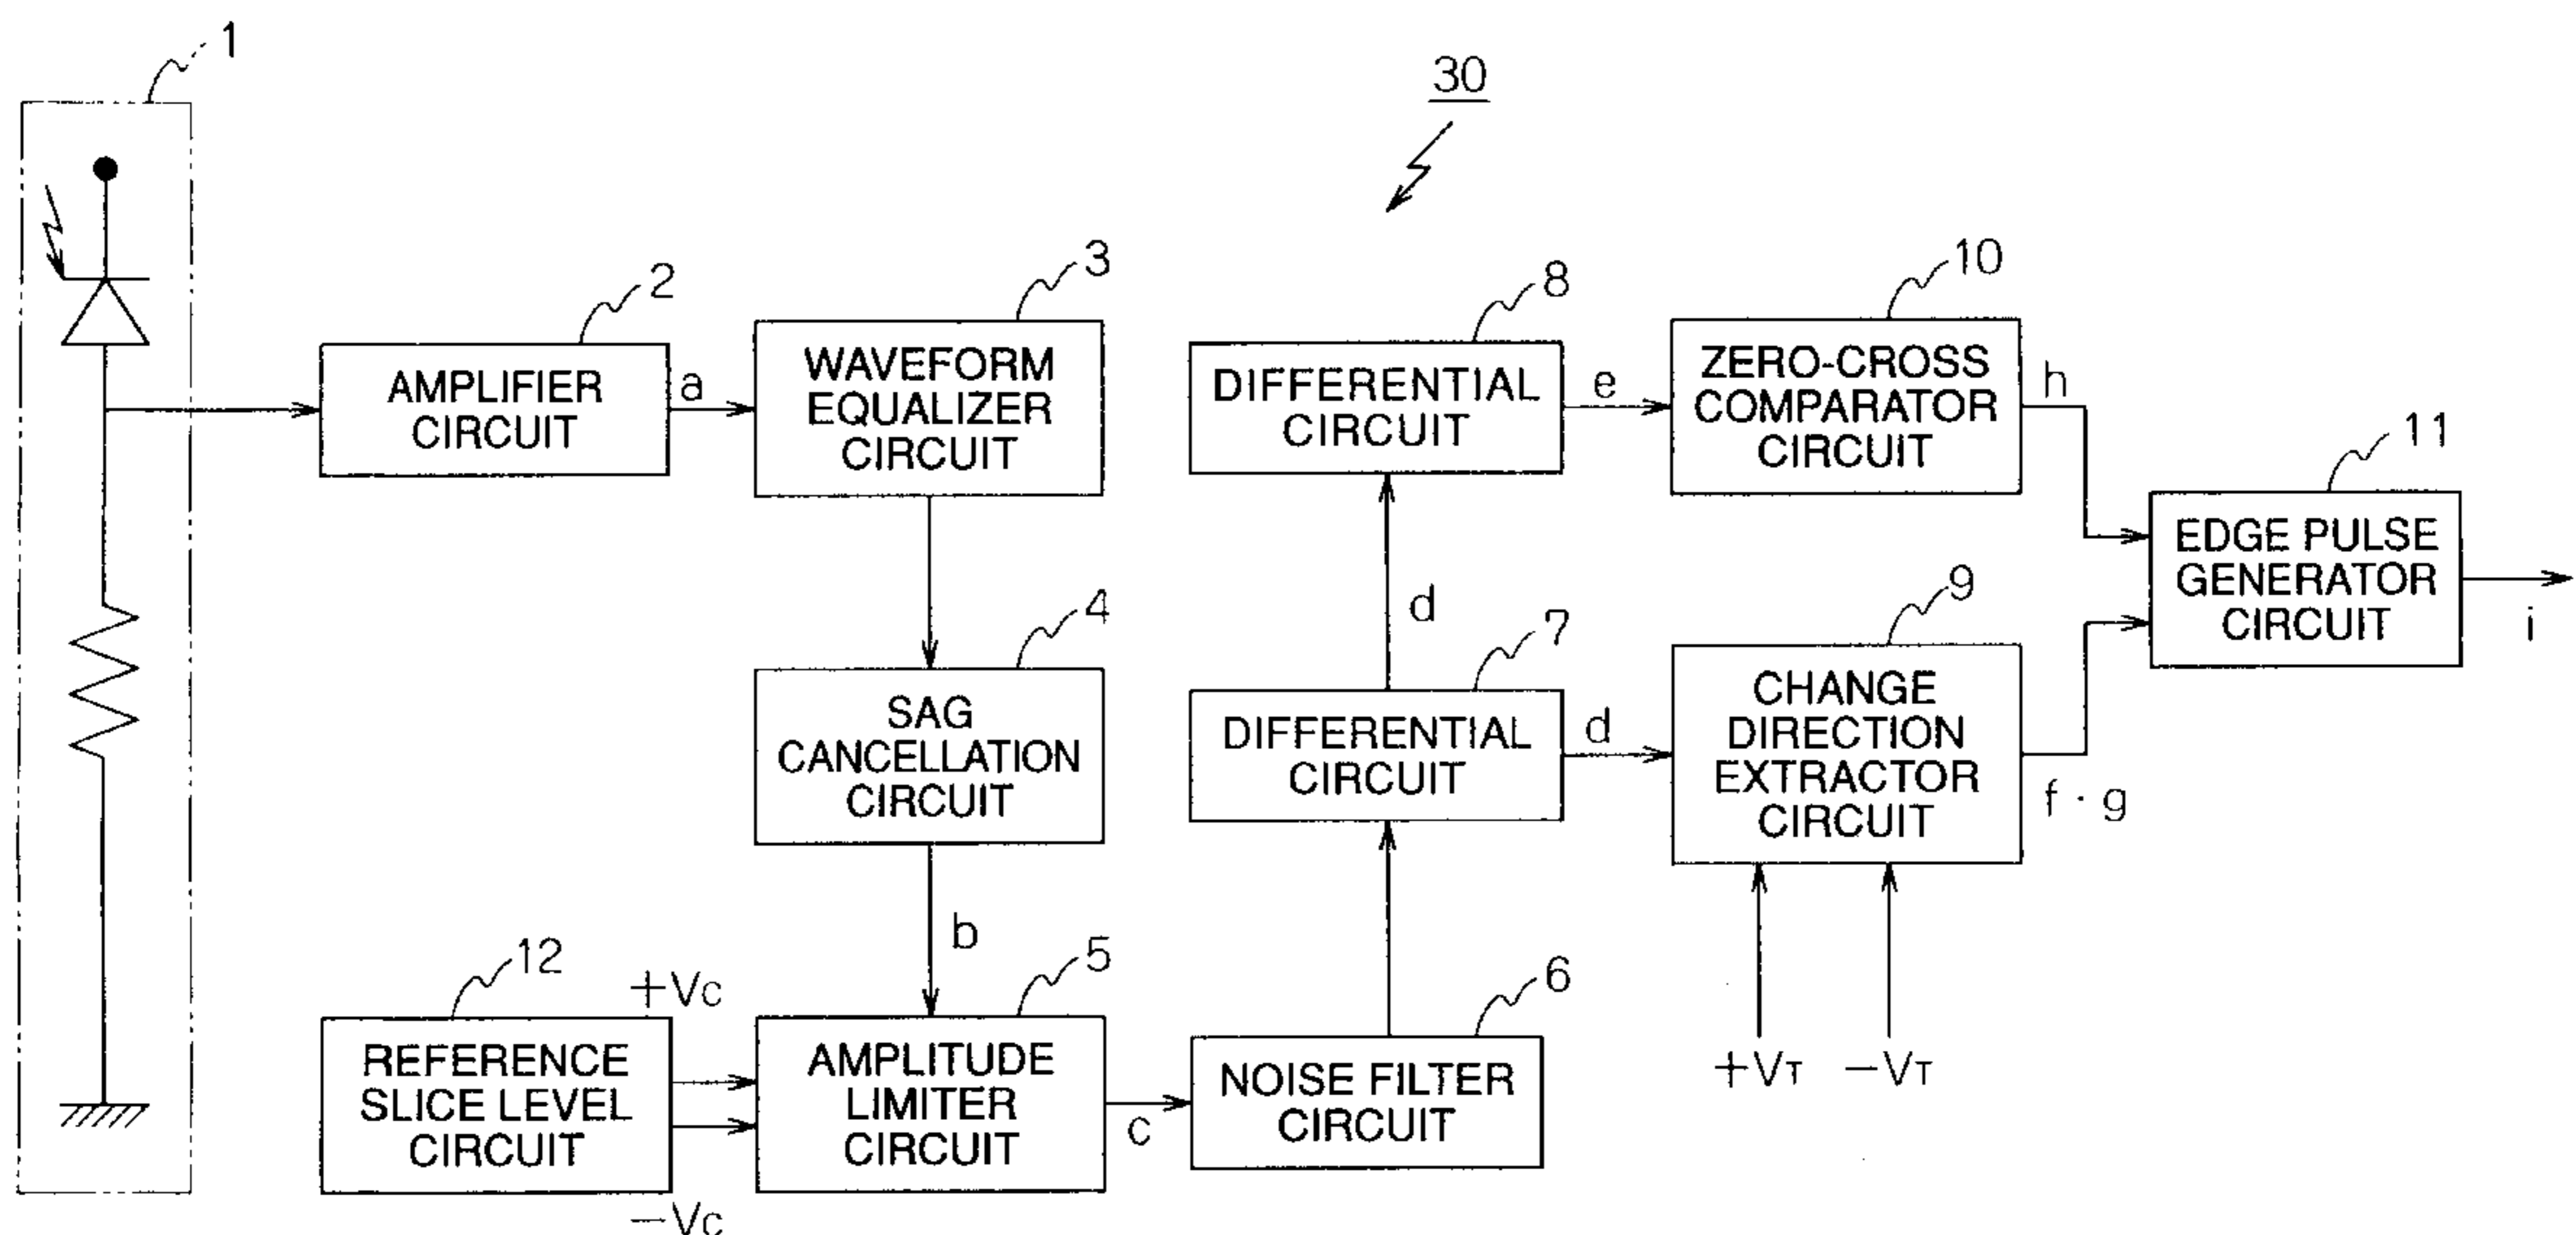 1
30
2
AMPLIFIER
CIRCUIT
a
3
WAVEFORM
EQUALIZER
CIRCUIT
4
SAG
CANCELLATION
CIRCUIT
b
12
REFERENCE
SLICE LEVEL
CIRCUIT
+VC
−VC
5
AMPLITUDE
LIMITER
CIRCUIT
c
6
NOISE FILTER
CIRCUIT
7
DIFFERENTIAL
CIRCUIT
d
d
8
DIFFERENTIAL
CIRCUIT
e
10
ZERO-CROSS
COMPARATOR
CIRCUIT
h
9
CHANGE
DIRECTION
EXTRACTOR
CIRCUIT
f · g
+VT
−VT
11
EDGE PULSE
GENERATOR
CIRCUIT
i